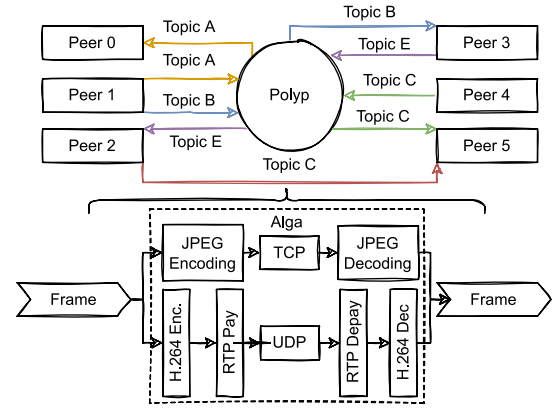 Topic B
Peer 0
Topic A
Topic E
Peer 3
Topic A
Polyp
Topic C
Peer 1
Peer 4
Topic B
Topic C
Peer 2
Topic E
Peer 5
Topic C
Alga
JPEG
Encoding
TCP
JPEG
Decoding
Frame
Frame
H.264 Enc.
RTP Pay
UDP
RTP Depay
H.264 Dec